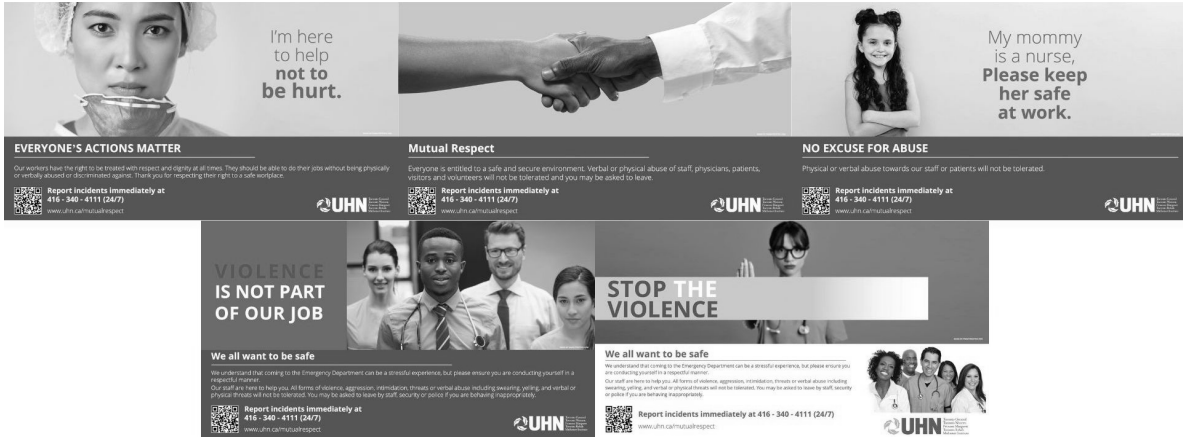 I'm here
to help
not to
be hurt.
EVERYONE'S ACTIONS MATTER
Our workers have the right to be treated with respect and dignity at all times. They should be able to do their jobs without being physically
or verbally abused or discriminated against. Thank you for respecting their right to a safe workplace.
Report incidents immediately at
416 - 340 - 4111 (24/7)
www.uhn.ca/mutualrespect
UHN
Mutual Respect
Everyone is entitled to a safe and secure environment. Verbal or physical abuse of staff, physicians, patients,
visitors and volunteers will not be tolerated and you may be asked to leave.
Report incidents immediately at
416 - 340 - 4111 (24/7)
www.uhn.ca/mutualrespect
UHN
My mommy
is a nurse,
Please keep
her safe
at work.
NO EXCUSE FOR ABUSE
Physical or verbal abuse towards our staff or patients will not be tolerated.
Report incidents immediately at
416 - 340 - 4111 (24/7)
www.uhn.ca/mutualrespect
UHN
VIOLENCE
IS NOT PART
OF OUR JOB
We all want to be safe
We understand that coming to the Emergency Department can be a stressful experience, but please ensure you are conducting yourself in a
respectful manner.
Our staff are here to help you. All forms of violence, aggression, intimidation, threats or verbal abuse including swearing, yelling, and verbal or
physical threats will not be tolerated. You may be asked to leave by staff, security or police if you are behaving inappropriately.
Report incidents immediately at
416 - 340 - 4111 (24/7)
www.uhn.ca/mutualrespect
UHN
STOP THE
VIOLENCE
We all want to be safe
We understand that coming to the Emergency Department can be a stressful experience, but please ensure you
are conducting yourself in a respectful manner.
Our staff are here to help you. All forms of violence, aggression, intimidation, threats or verbal abuse including
swearing, yelling, and verbal or physical threats will not be tolerated. You may be asked to leave by staff, security
or police if you are behaving inappropriately.
Report incidents immediately at 416 - 340 - 4111 (24/7)
www.uhn.ca/mutualrespect
UHN